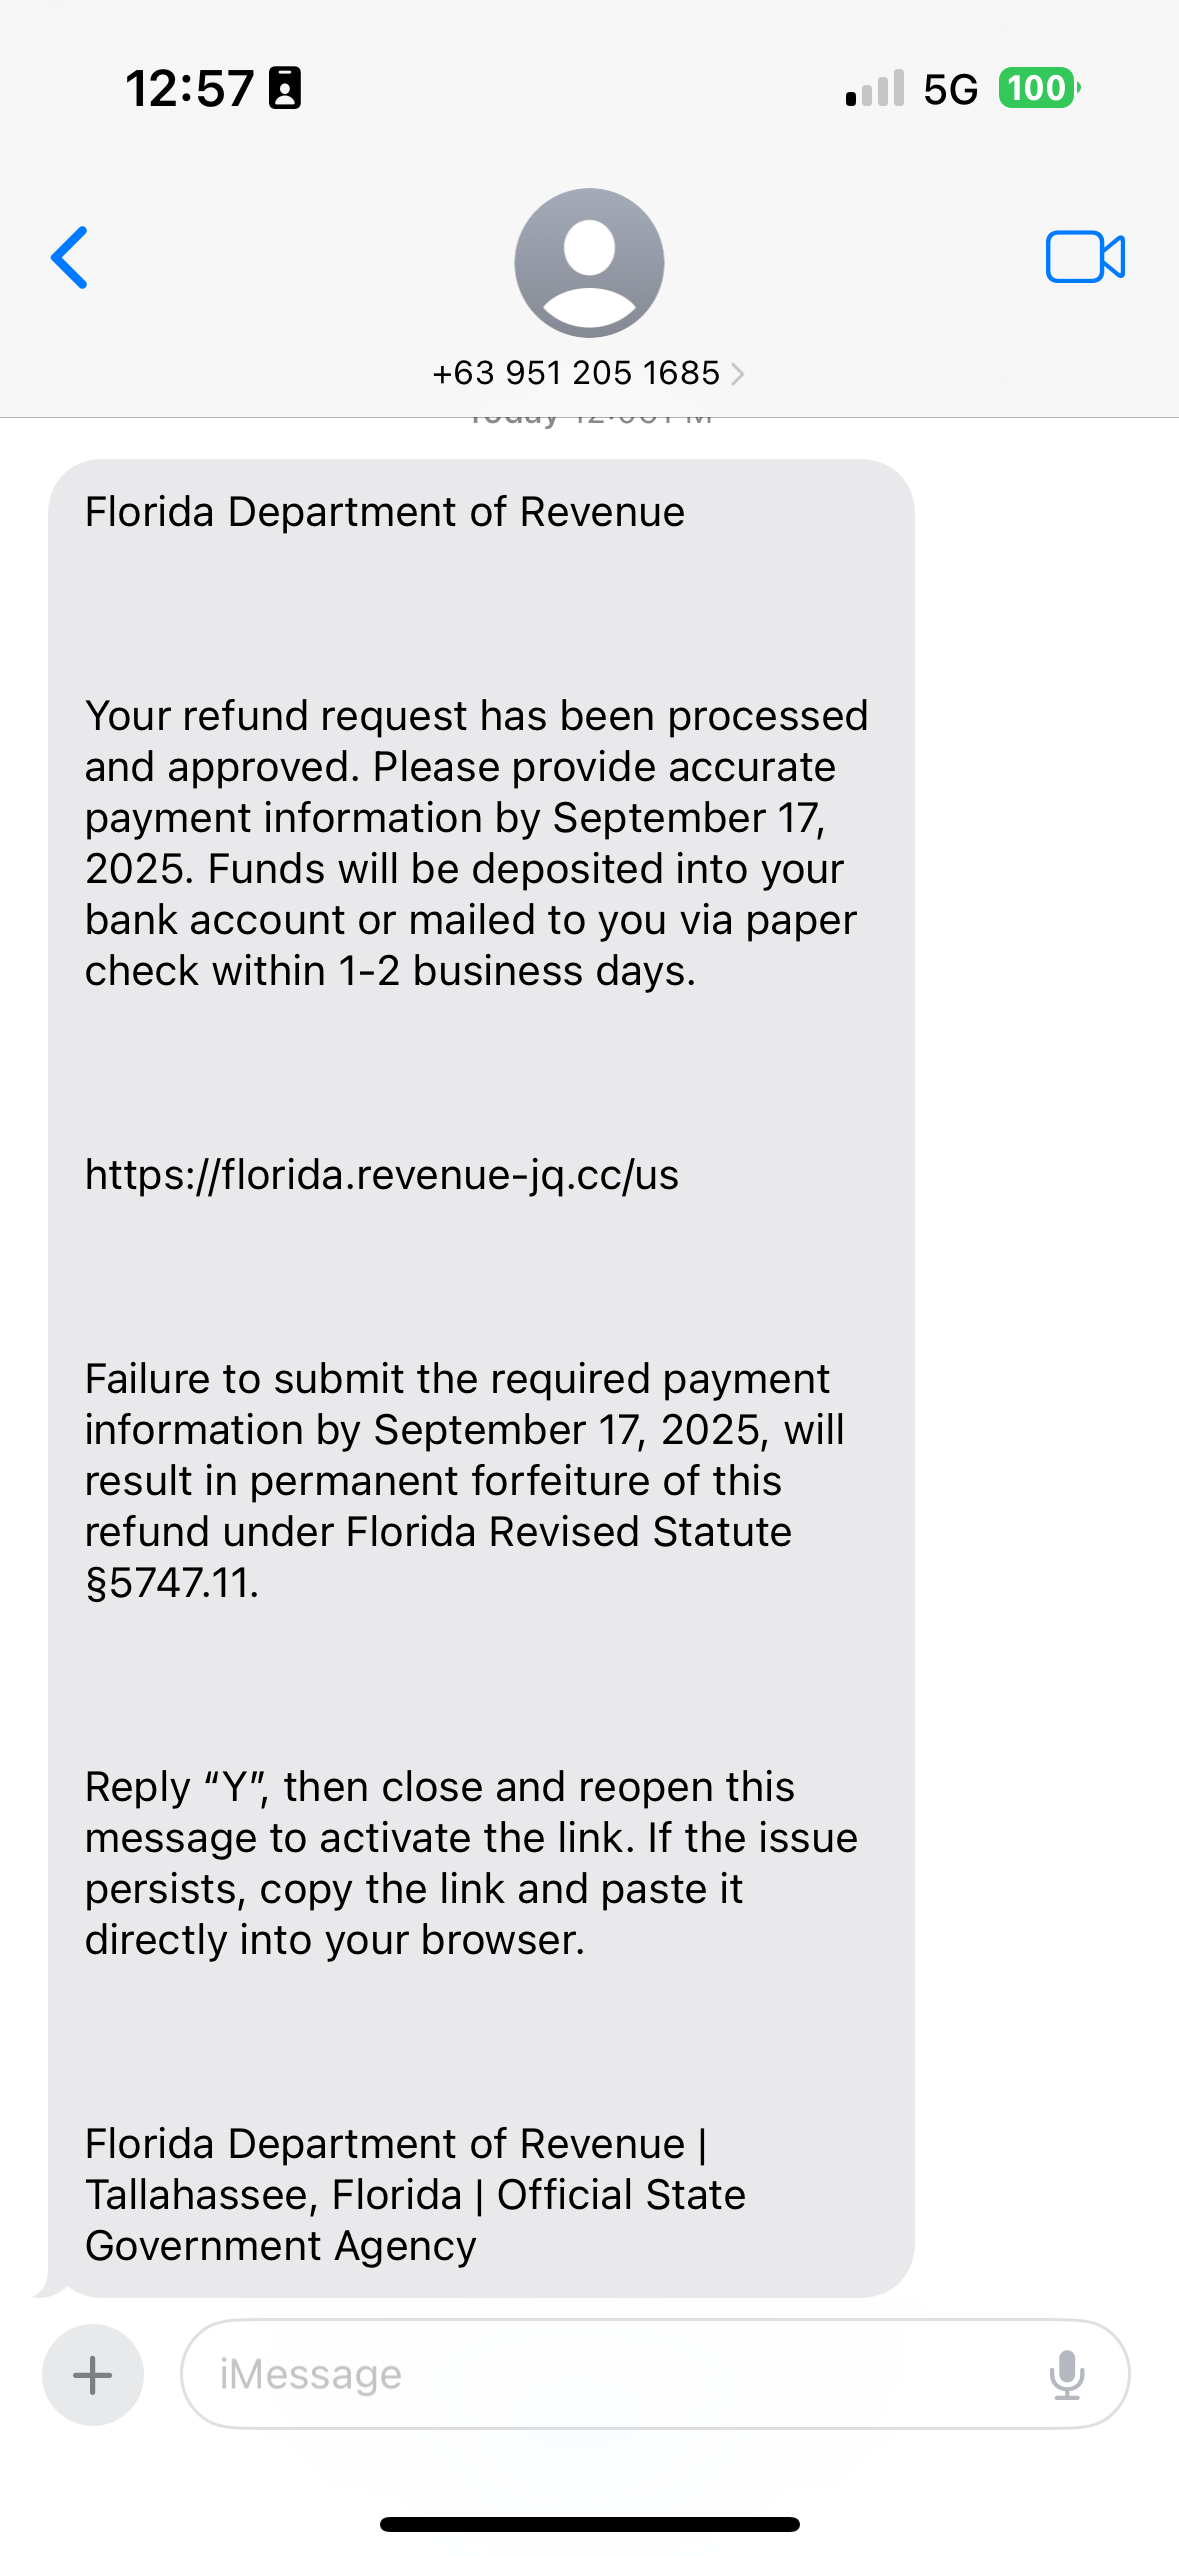 12:57
5G 100
+63 951 205 1685
Today
Florida Department of Revenue
Your refund request has been processed
and approved. Please provide accurate
payment information by September 17,
2025. Funds will be deposited into your
bank account or mailed to you via paper
check within 1-2 business days.
https://florida.revenue-jq.cc/us
Failure to submit the required payment
information by September 17, 2025, will
result in permanent forfeiture of this
refund under Florida Revised Statute
§5747.11.
Reply “Y”, then close and reopen this
message to activate the link. If the issue
persists, copy the link and paste it
directly into your browser.
Florida Department of Revenue |
Tallahassee, Florida | Official State
Government Agency
iMessage